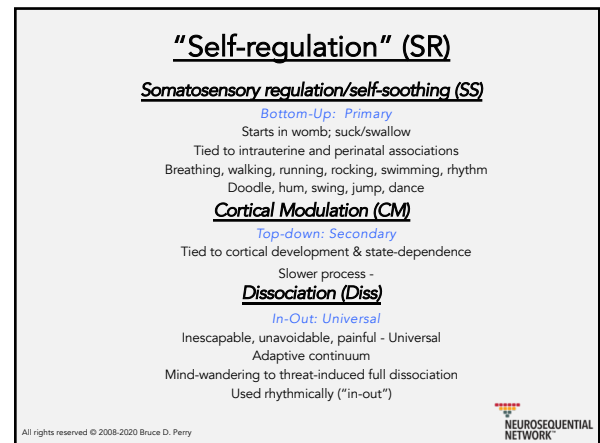 “Self-regulation” (SR)
Somatosensory regulation/self-soothing (SS)
Bottom-Up: Primary
Starts in womb; suck/swallow
Tied to intrauterine and perinatal associations
Breathing, walking, running, rocking, swimming, rhythm
Doodle, hum, swing, jump, dance
Cortical Modulation (CM)
Top-down: Secondary
Tied to cortical development & state-dependence
Slower process -
Dissociation (Diss)
In-Out: Universal
Inescapable, unavoidable, painful - Universal
Adaptive continuum
Mind-wandering to threat-induced full dissociation
Used rhythmically (“in-out”)
All rights reserved © 2008-2020 Bruce D. Perry
NEUROSEQUENTIAL
NETWORK™